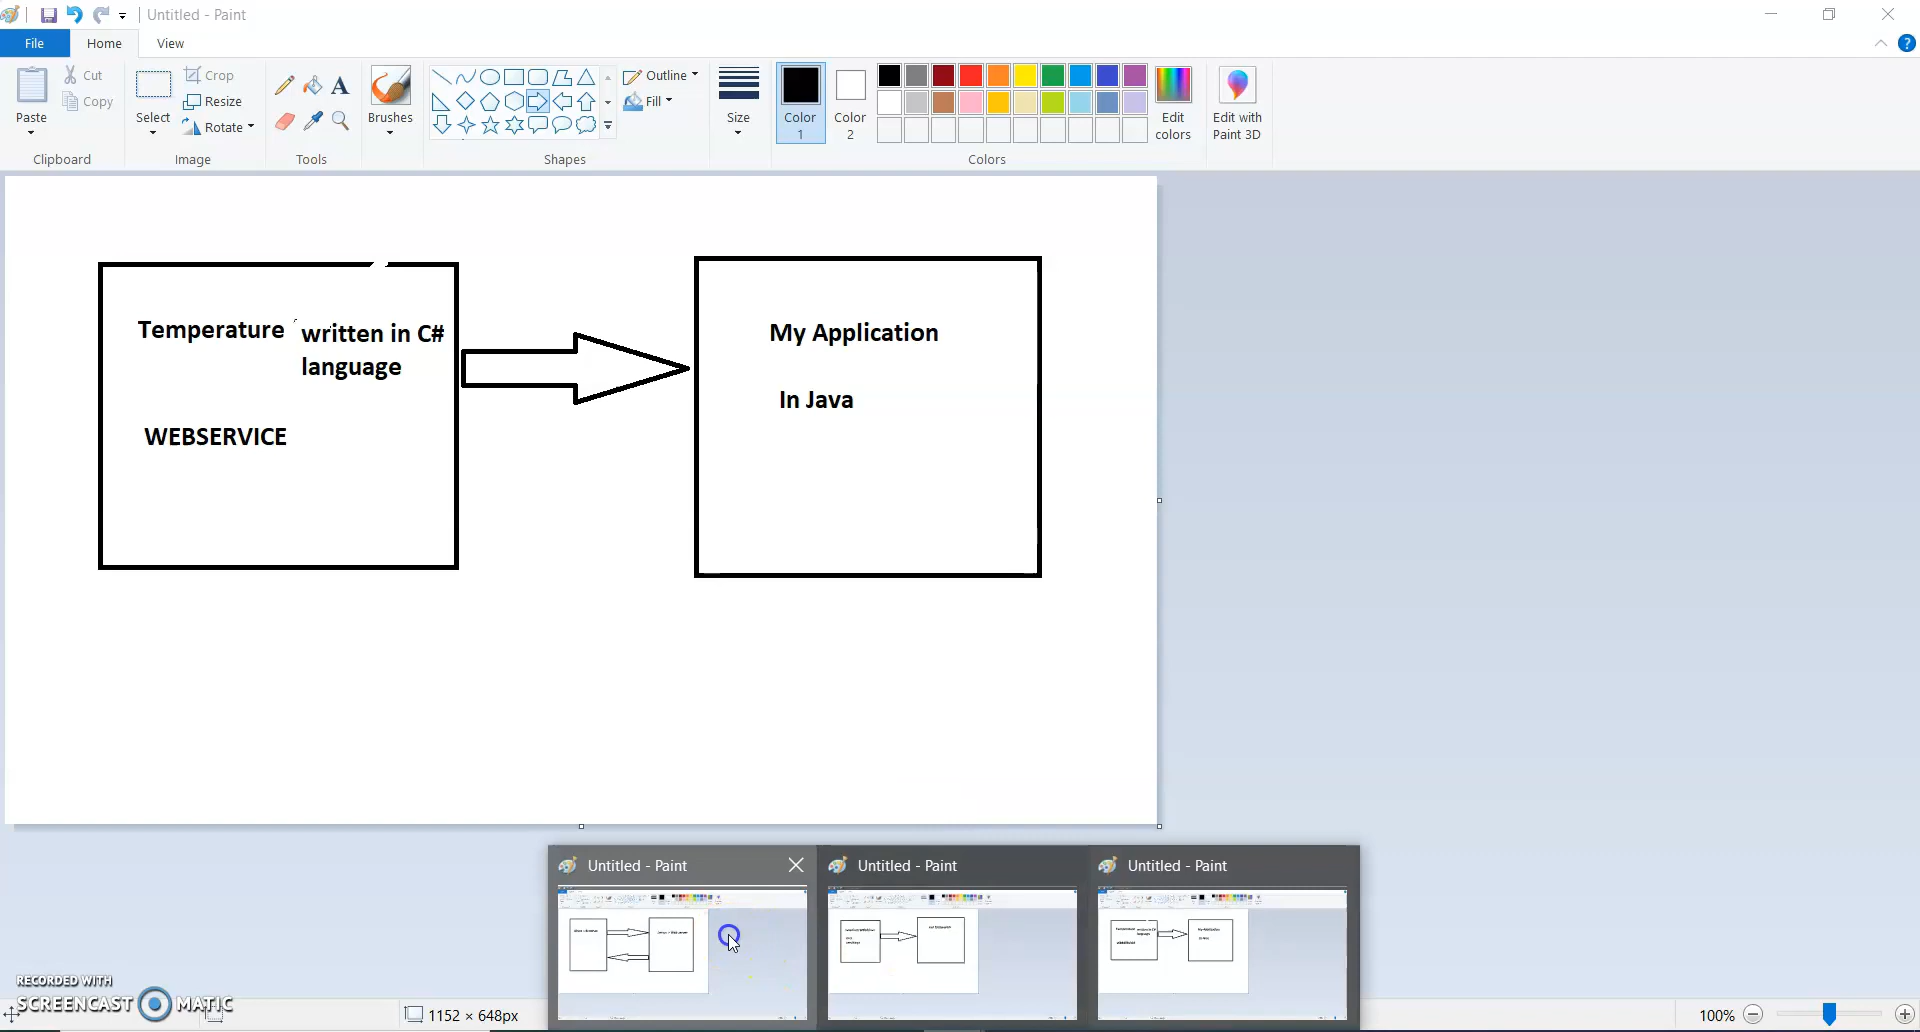 Untitled - Paint
File Home View
Cut
Copy
Paste
Clipboard
Crop
Resize
Rotate
Select
Image
Tools
Brushes
Outline
Fill
Shapes
Size
Color 1
Color 2
Edit colors
Edit with Paint 3D
Colors
Temperature
written in C#
language
WEBSERVICE
My Application
In Java
Untitled - Paint
Untitled - Paint
Untitled - Paint
RECORDED WITH
SCREENCAST MATIC
1152 × 648px
100%